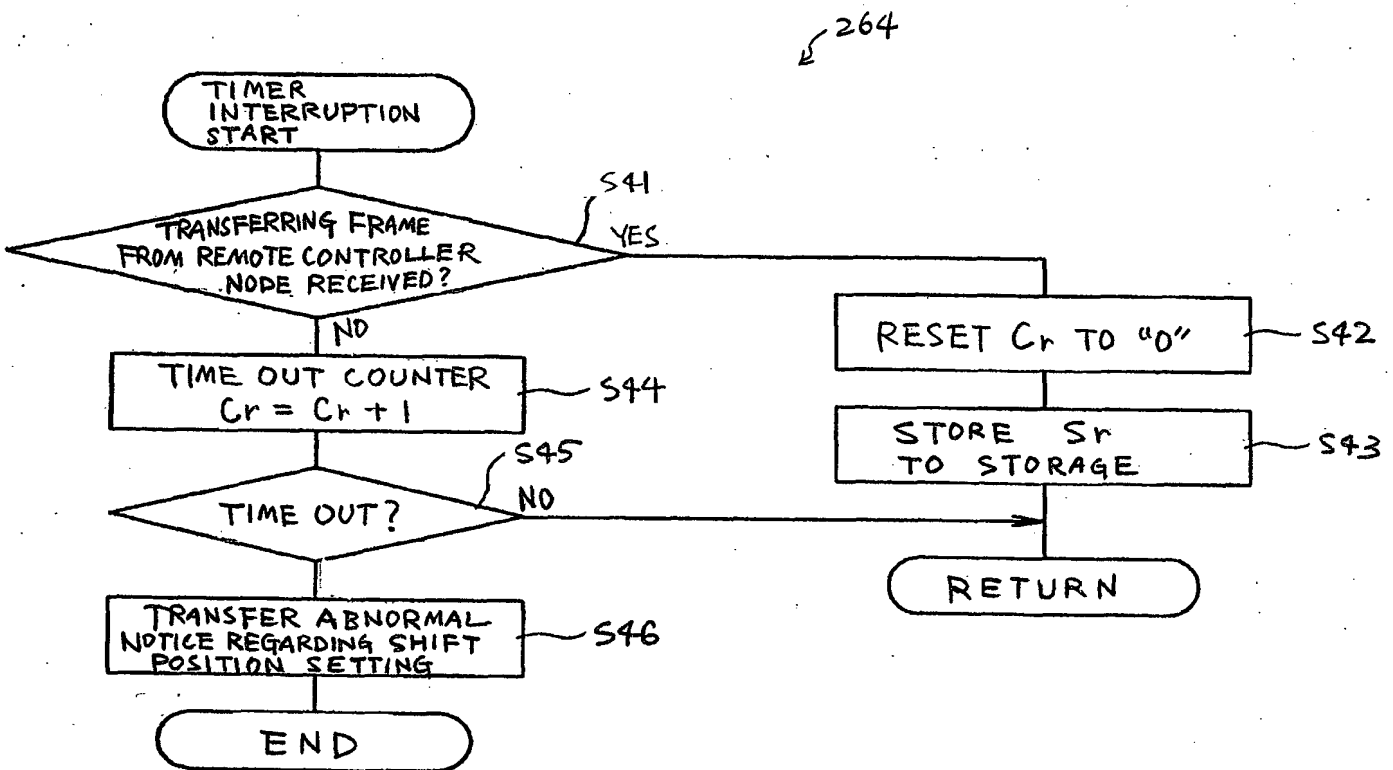 264
TIMER
INTERRUPTION
START
S41
TRANSFERRING FRAME
FROM REMOTE CONTROLLER
NODE RECEIVED?
YES
NO
RESET Cr TO "0"
S42
TIME OUT COUNTER
Cr = Cr + 1
S44
STORE Sr
TO STORAGE
S43
S45
TIME OUT?
NO
RETURN
TRANSFER ABNORMAL
NOTICE REGARDING SHIFT
POSITION SETTING
S46
END